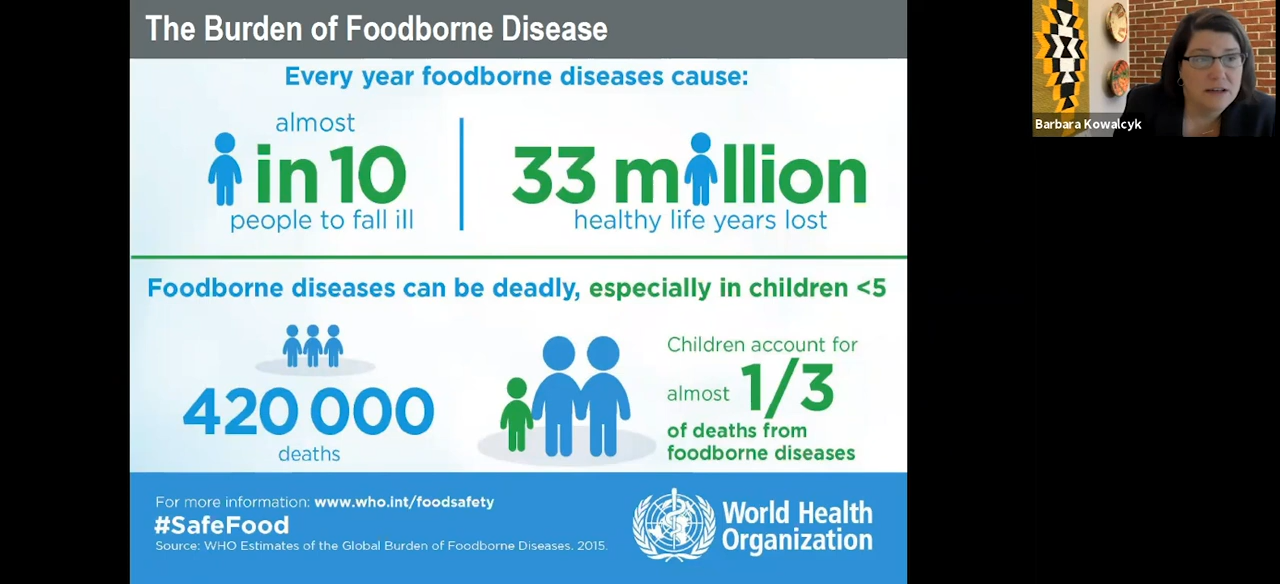 The Burden of Foodborne Disease
Every year foodborne diseases cause:
almost
in 10
people to fall ill
33 million
healthy life years lost
Foodborne diseases can be deadly, especially in children <5
420 000
deaths
Children account for
almost 1/3
of deaths from
foodborne diseases
For more information: www.who.int/foodsafety
#SafeFood
Source: WHO Estimates of the Global Burden of Foodborne Diseases. 2015.
World Health
Organization
Barbara Kowalcyk